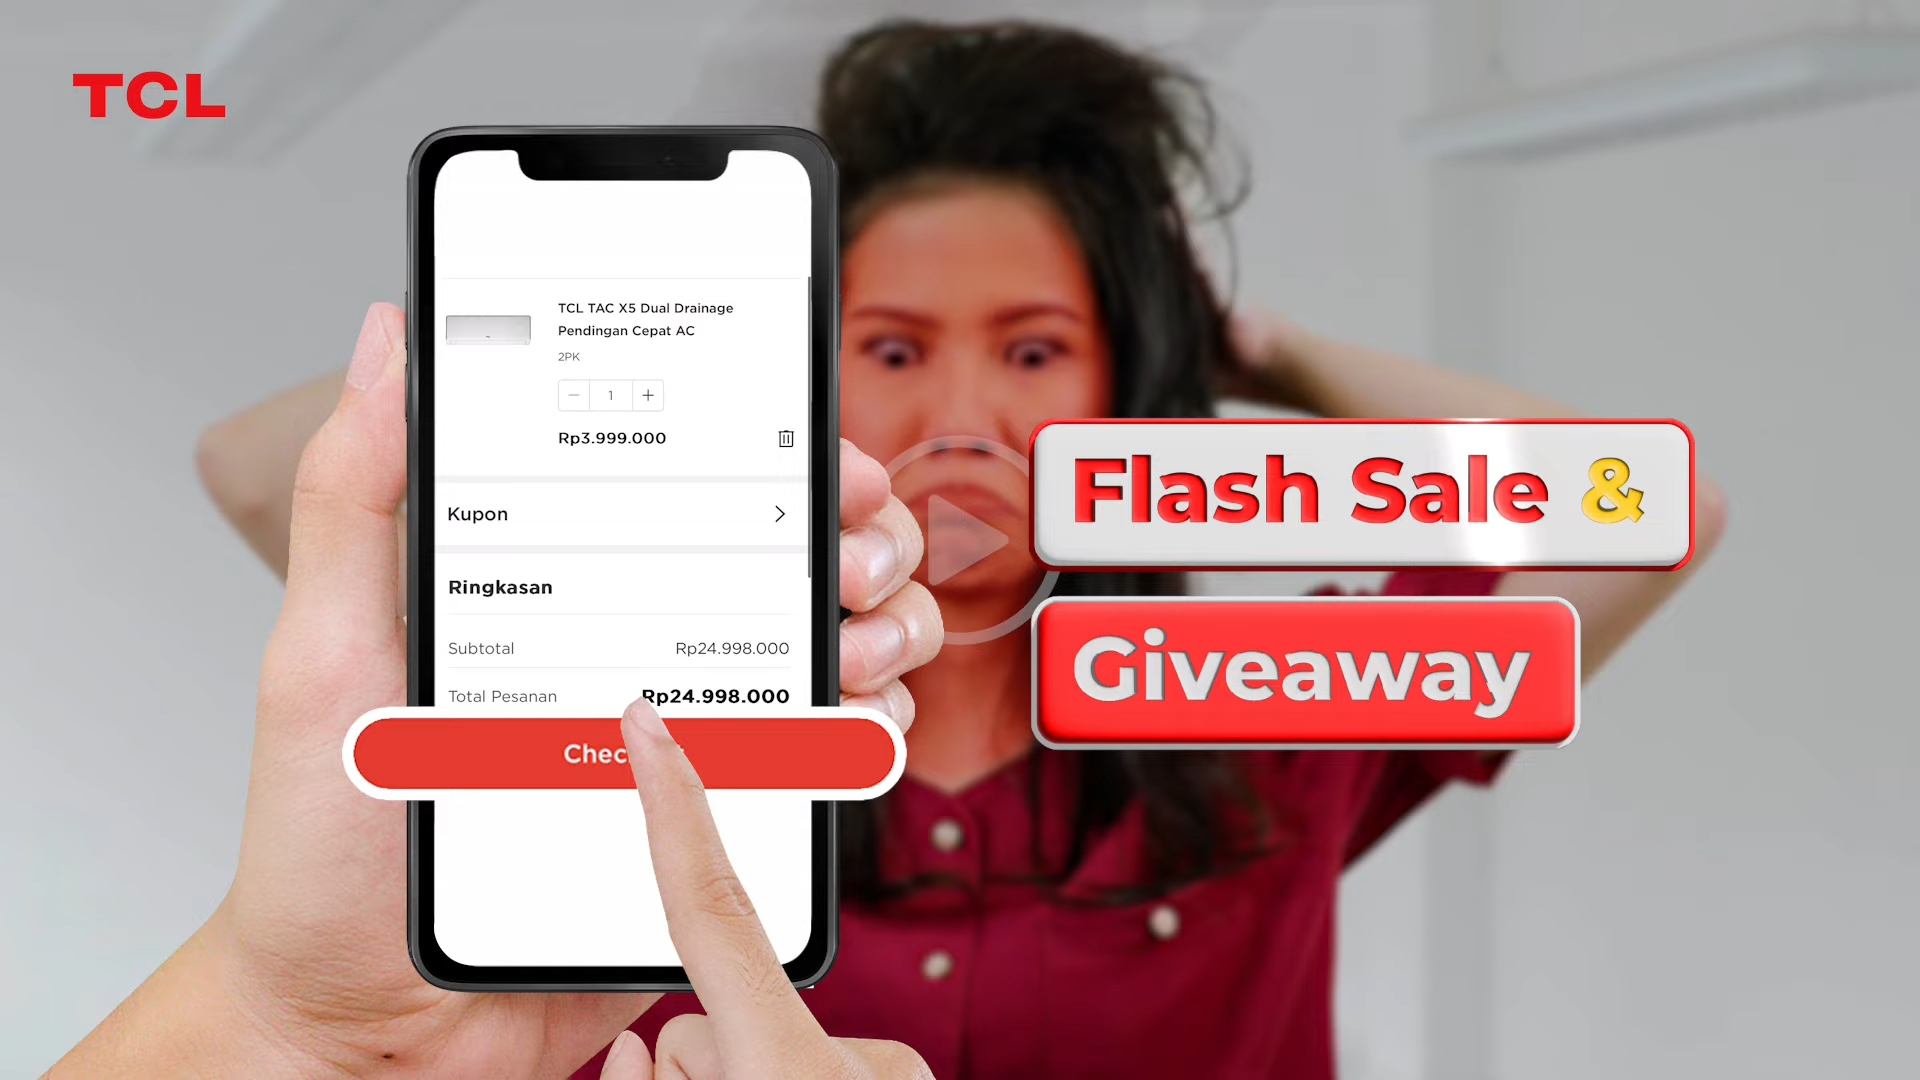 TCL
TCL TAC X5 Dual Drainage
Pendingan Cepat AC
2PK
1
Rp3.999.000
Kupon
Ringkasan
Subtotal Rp24.998.000
Total Pesanan Rp24.998.000
Flash Sale &
Giveaway